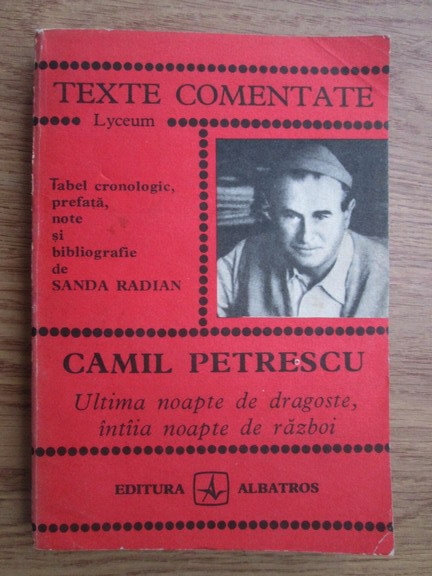 TEXTE COMENTATE
Lyceum
Tabel cronologic,
prefață,
note
și
bibliografie
de
SANDA RADIAN
CAMIL PETRESCU
Ultima noapte de dragoste,
întîia noapte de război
EDITURA ALBATROS